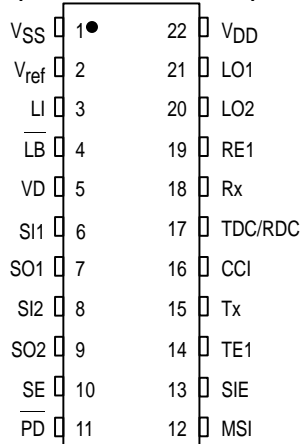 VSS 1 22 VDD
Vref 2 21 LO1
LI 3 20 LO2
LB 4 19 RE1
VD 5 18 Rx
SI1 6 17 TDC/RDC
SO1 7 16 CCI
SI2 8 15 Tx
SO2 9 14 TE1
SE 10 13 SIE
PD 11 12 MSI